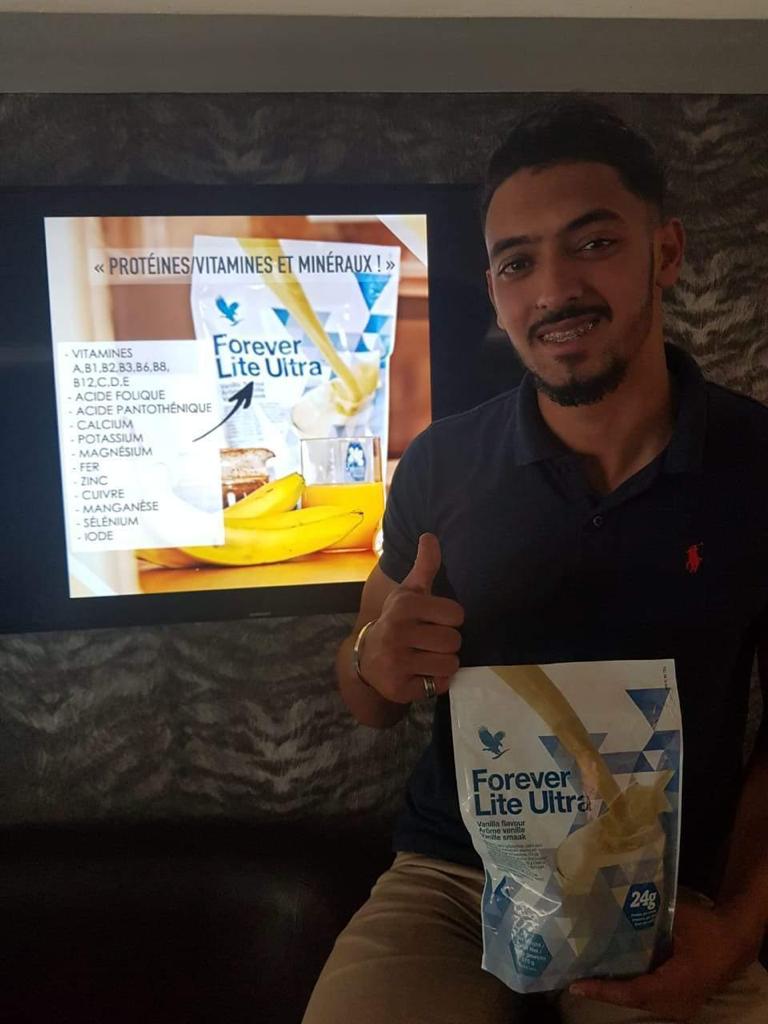 « PROTÉINES/VITAMINES ET MINÉRAUX ! »
Forever
Lite Ultra
- VITAMINES
A,B1,B2,B3,B6,B8,
B12,C,D,E
- ACIDE FOLIQUE
- ACIDE PANTOTHÉNIQUE
- CALCIUM
- POTASSIUM
- MAGNÉSIUM
- FER
- ZINC
- CUIVRE
- MANGANÈSE
- SÉLÉNIUM
- IODE
Forever
Lite Ultra
Vanilla flavour
Arôme vanille
Vanille smaak
24g